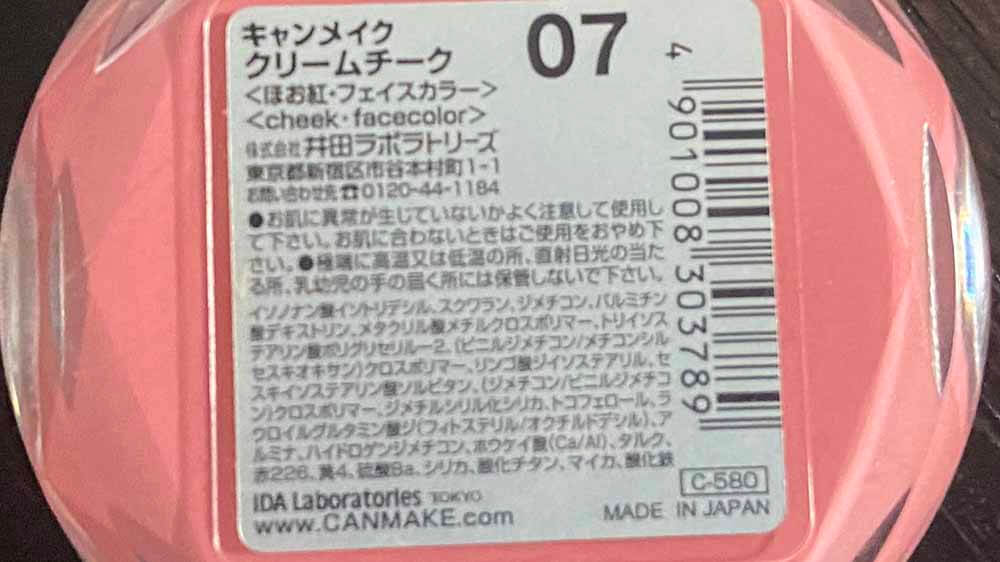 キャンメイク
クリームチーク
07
<ほお紅・フェイスカラー>
<cheek・facecolor>
株式会社 井田ラボラトリーズ
東京都新宿区市谷本村町1-1
お問い合わせ先☎0120-44-1184
●お肌に異常が生じていないかよく注意して使用し
て下さい。お肌に合わないときはご使用をおやめ下
さい。●極端に高温又は低温の所、直射日光の当た
る所、乳幼児の手の届く所には保管しないで下さい。
イソノナン酸イソトリデシル、スクワラン、ジメチコン、パルミチン
酸デキストリン、メタクリル酸メチルクロスポリマー、トリイソス
テアリン酸ポリグリセリル-2、(ビニルジメチコン/メチコンシル
セスキオキサン)クロスポリマー、リンゴ酸ジイソステアリル、セ
スキイソステアリン酸ソルビタン、(ジメチコン/ビニルジメチコ
ン)クロスポリマー、ジメチルシリル化シリカ、トコフェロール、ラ
ウロイルグルタミン酸ジ(フィトステリル/オクチルドデシル)、ア
ルミナ、ハイドロゲンジメチコン、ホウケイ酸(Ca/Al)、タルク、
赤226、黄4、硫酸Ba、シリカ、酸化チタン、マイカ、酸化鉄
IDA Laboratories TOKYO
www.CANMAKE.com
C-580
MADE IN JAPAN
4 901008 303789